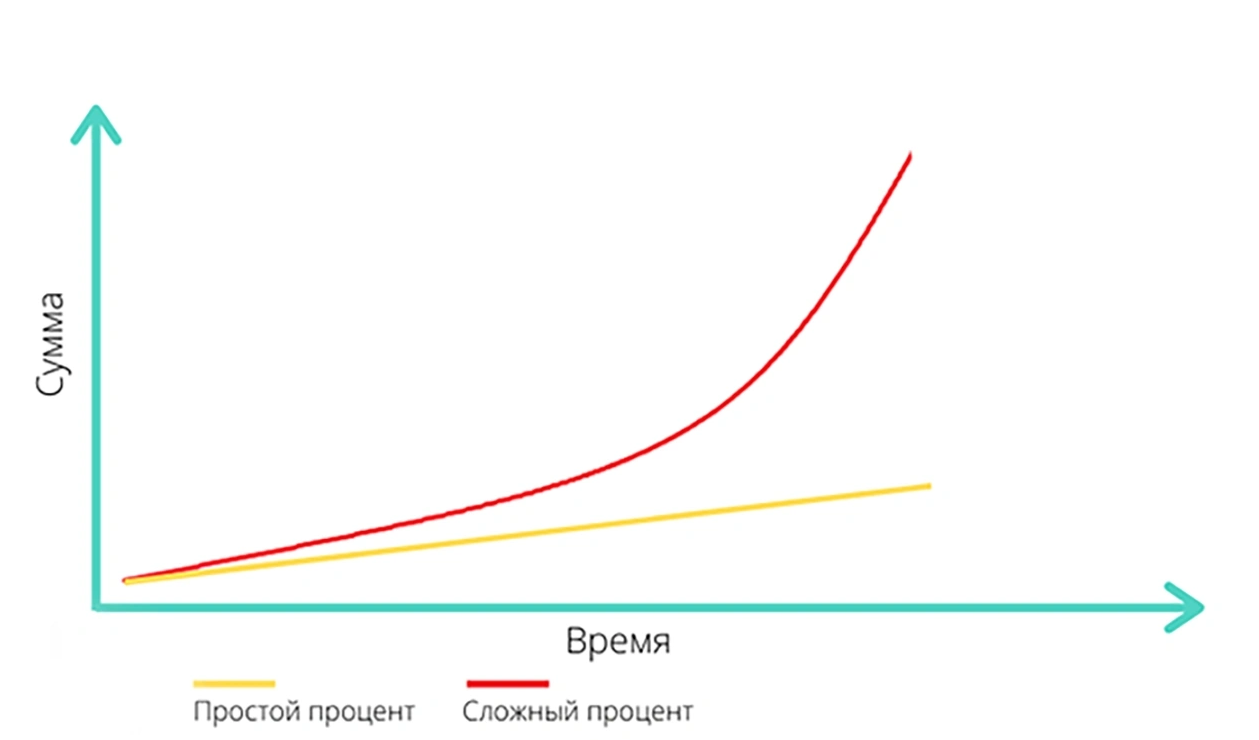 Сумма
Время
Простой процент
Сложный процент